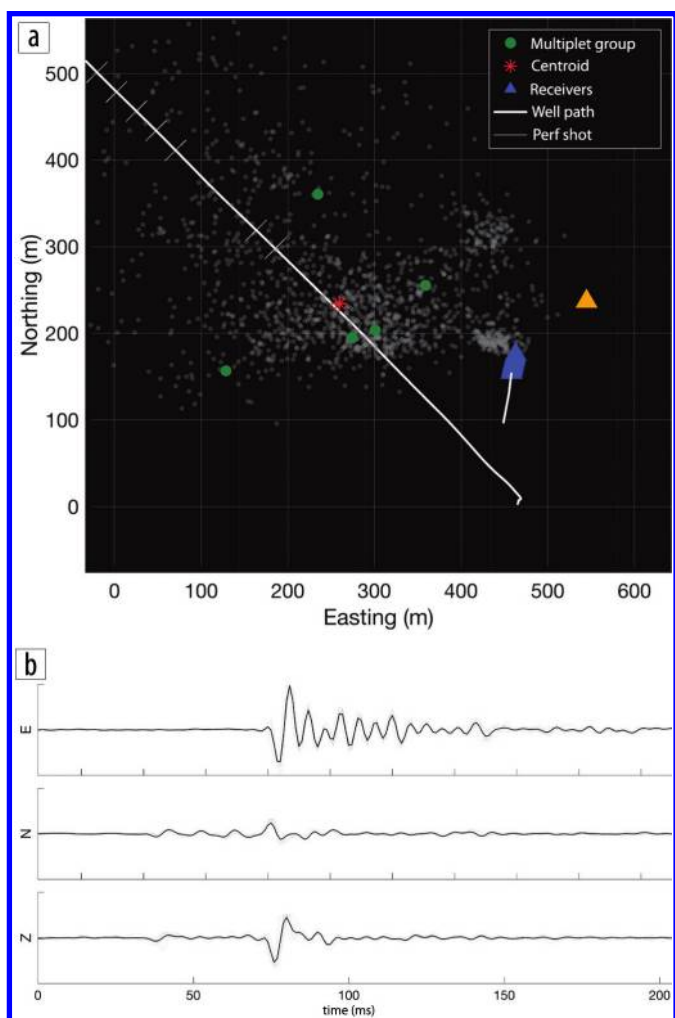 a
Multiplet group
Centroid
Receivers
Well path
Perf shot
500
400
300
200
100
0
Northing (m)
0 100 200 300 400 500 600
Easting (m)
b
E
N
Z
0 50 100 150 200
time (ms)